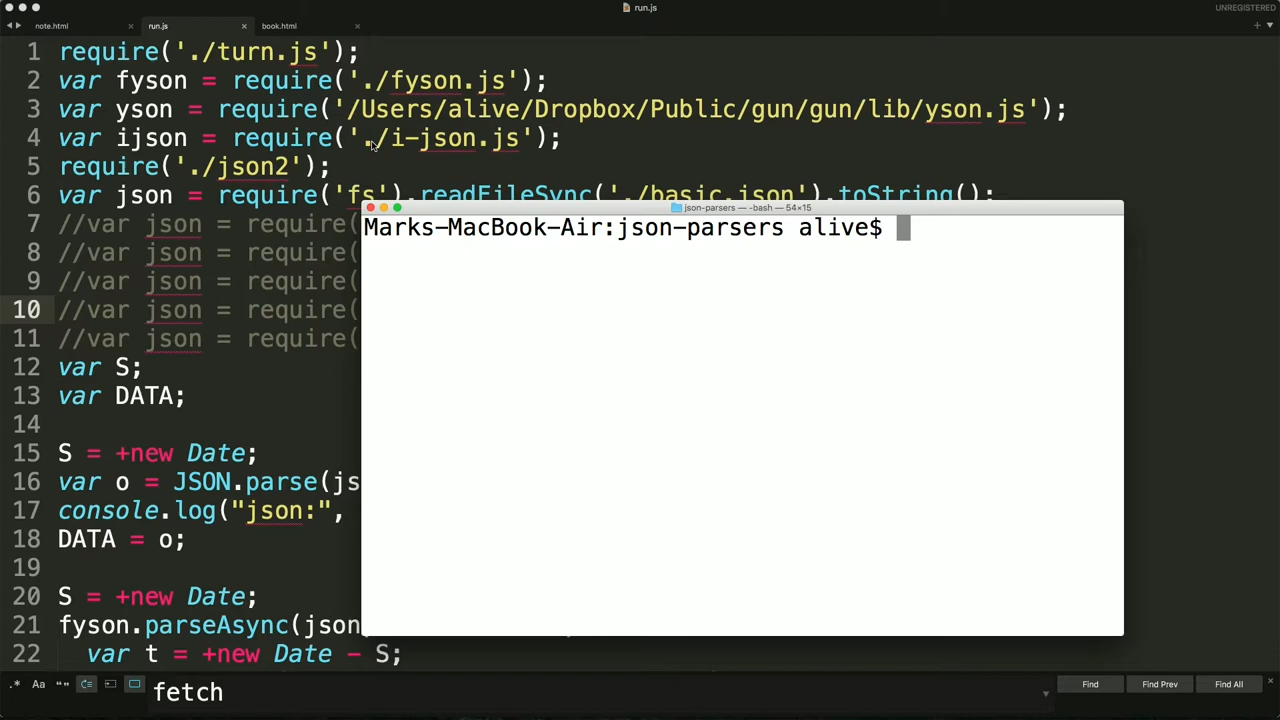 run.js
UNREGISTERED
note.html
run.js
book.html
1 require('./turn.js');
2 var fyson = require('./fyson.js');
3 var yson = require('/Users/alive/Dropbox/Public/gun/gun/lib/yson.js');
4 var ijson = require('./i-json.js');
5 require('./json2');
6 var json = require('fs').readFileSync('./basic.json').toString();
7 //var json = require(
8 //var json = require(
9 //var json = require(
10 //var json = require(
11 //var json = require(
12 var S;
13 var DATA;
14
15 S = +new Date;
16 var o = JSON.parse(js
17 console.log("json:",
18 DATA = o;
19
20 S = +new Date;
21 fyson.parseAsync(json
22 var t = +new Date - S;
json-parsers — -bash — 54×15
Marks-MacBook-Air:json-parsers alive$
.* Aa “”
fetch
Find
Find Prev
Find All